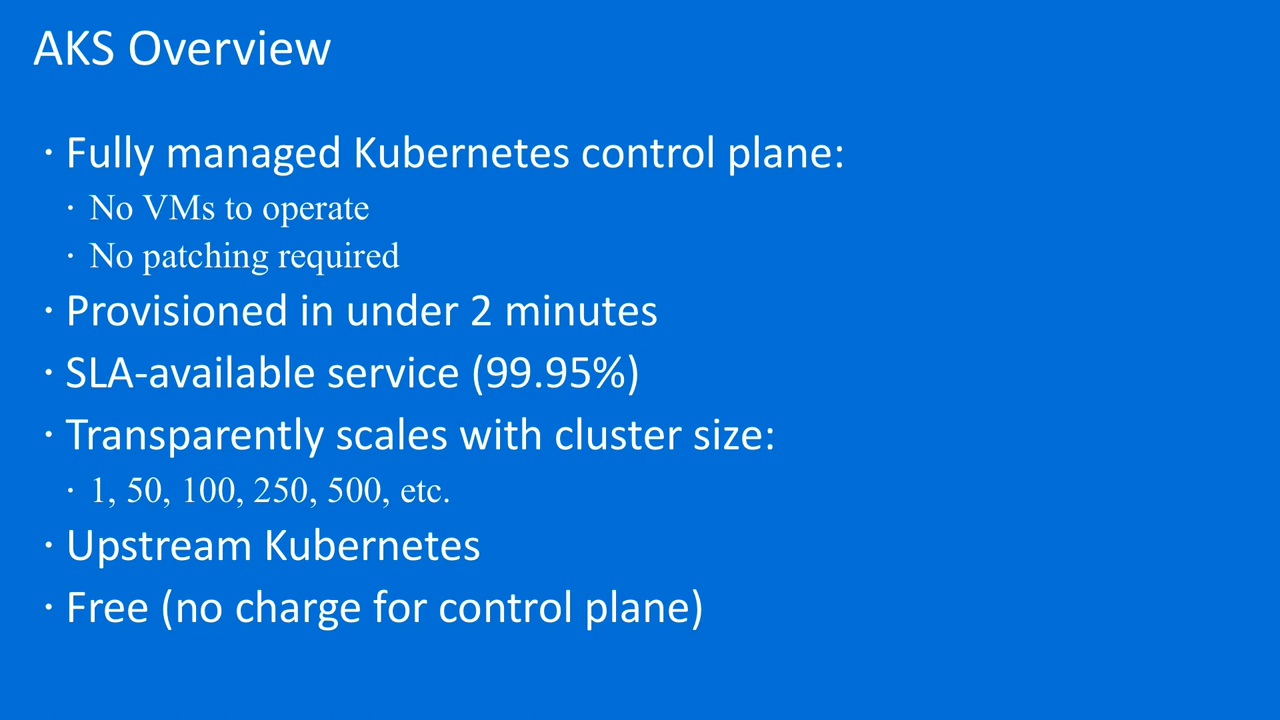 AKS Overview
· Fully managed Kubernetes control plane:
· No VMs to operate
· No patching required
· Provisioned in under 2 minutes
· SLA-available service (99.95%)
· Transparently scales with cluster size:
· 1, 50, 100, 250, 500, etc.
· Upstream Kubernetes
· Free (no charge for control plane)